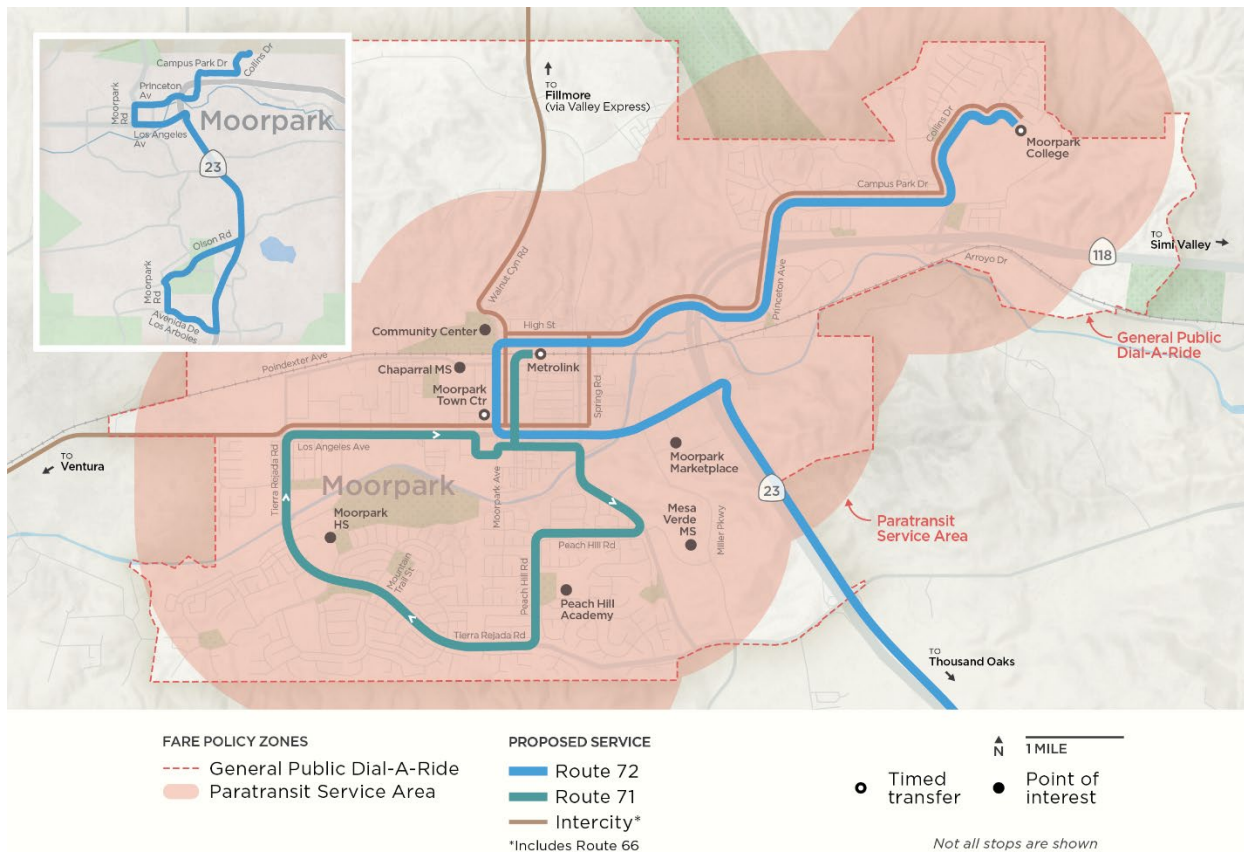 Campus Park Dr
Collins Dr
Princeton
Av
Moorpark
Rd
Moorpark
Los Angeles
Av
23
Olson Rd
Moorpark
Rd
Avenida De
Los Arboles
TO
Fillmore
(via Valley Express)
Collins Dr
Moorpark
College
Campus Park Dr
TO
Simi Valley
118
Arroyo Dr
Walnut Cyn Rd
Princeton Ave
General Public
Dial-A-Ride
Community Center
High St
Poindexter Ave
Chaparral MS
Metrolink
Moorpark
Town Ctr
Spring Rd
TO
Ventura
Los Angeles Ave
Moorpark
Marketplace
Tierra Rejada Rd
Moorpark
Moorpark Ave
23
Moorpark
HS
Mesa
Verde
MS
Miller Pkwy
Paratransit
Service Area
Peach Hill Rd
Mountain
Trail St
Peach Hill Rd
Peach Hill
Academy
Tierra Rejada Rd
TO
Thousand Oaks
FARE POLICY ZONES
General Public Dial-A-Ride
Paratransit Service Area
PROPOSED SERVICE
Route 72
Route 71
Intercity*
*Includes Route 66
N
1 MILE
Timed
transfer
Point of
interest
Not all stops are shown